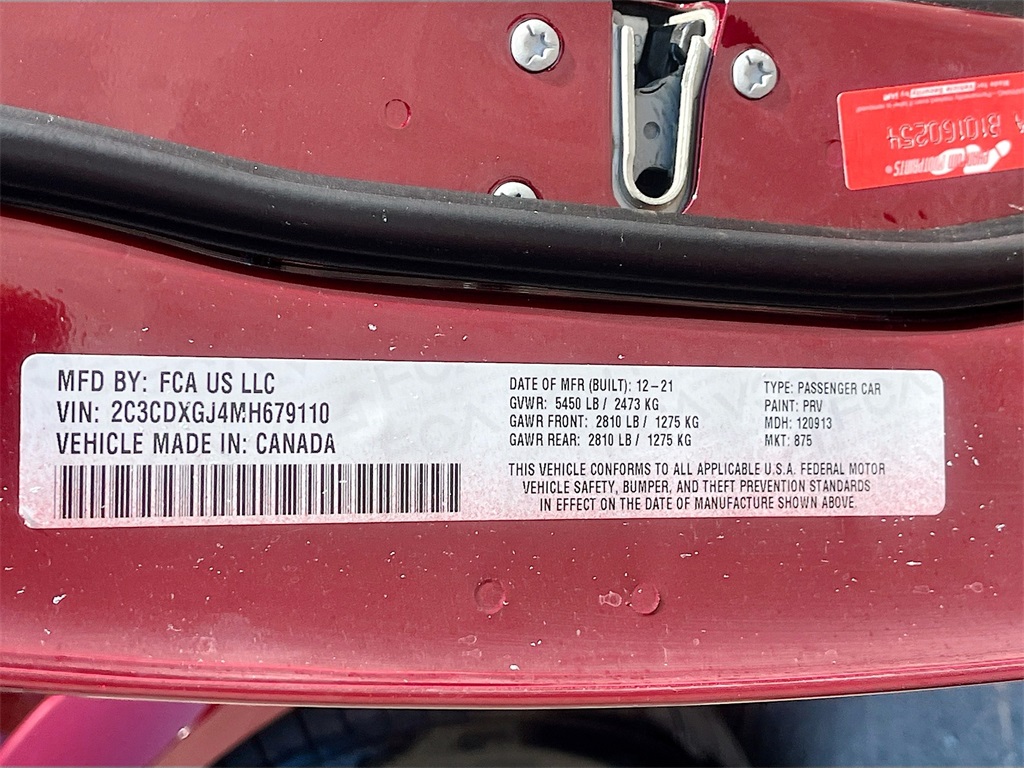 B10160254
MFD BY: FCA US LLC
VIN: 2C3CDXGJ4MH679110
VEHICLE MADE IN: CANADA
DATE OF MFR (BUILT): 12-21
GVWR: 5450 LB / 2473 KG
GAWR FRONT: 2810 LB / 1275 KG
GAWR REAR: 2810 LB / 1275 KG
THIS VEHICLE CONFORMS TO ALL APPLICABLE U.S.A. FEDERAL MOTOR
VEHICLE SAFETY, BUMPER, AND THEFT PREVENTION STANDARDS
IN EFFECT ON THE DATE OF MANUFACTURE SHOWN ABOVE.
TYPE: PASSENGER CAR
PAINT: PRV
MDH: 120913
MKT: 875